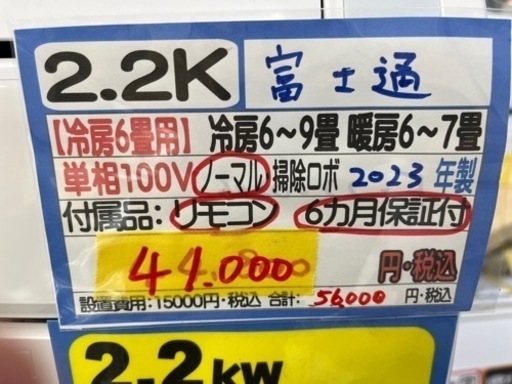 2.2K 富士通
【冷房6畳用】 冷房6～9畳 暖房6～7畳
単相100V ノーマル 掃除ロボ 2023 年製
付属品：リモコン 6カ月保証付
41.000 円・税込
設置費用：15000円・税込 合計：56,000 円・税込
2.2kw